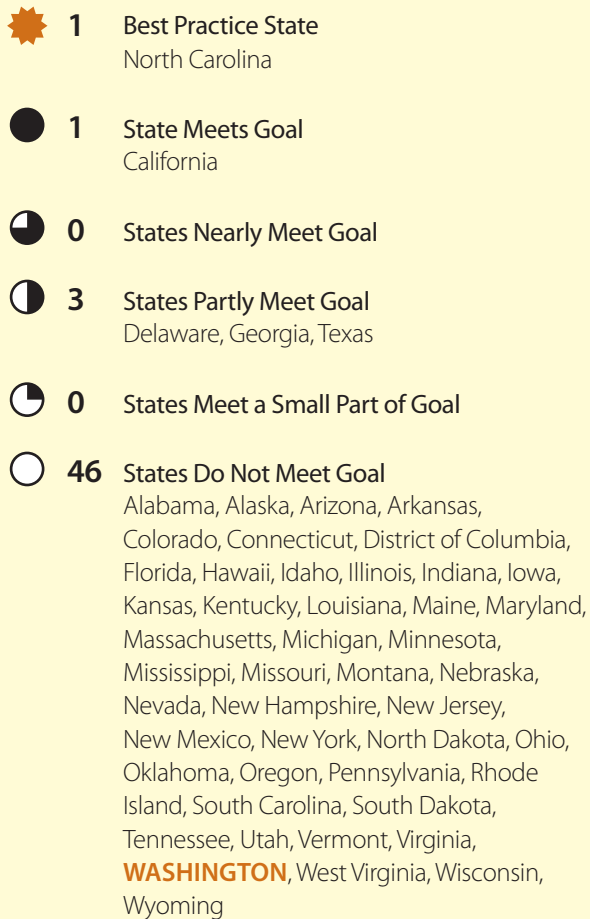 1 Best Practice State
North Carolina
1 State Meets Goal
California
0 States Nearly Meet Goal
3 States Partly Meet Goal
Delaware, Georgia, Texas
0 States Meet a Small Part of Goal
46 States Do Not Meet Goal
Alabama, Alaska, Arizona, Arkansas,
Colorado, Connecticut, District of Columbia,
Florida, Hawaii, Idaho, Illinois, Indiana, Iowa,
Kansas, Kentucky, Louisiana, Maine, Maryland,
Massachusetts, Michigan, Minnesota,
Mississippi, Missouri, Montana, Nebraska,
Nevada, New Hampshire, New Jersey,
New Mexico, New York, North Dakota, Ohio,
Oklahoma, Oregon, Pennsylvania, Rhode
Island, South Carolina, South Dakota,
Tennessee, Utah, Vermont, Virginia,
WASHINGTON, West Virginia, Wisconsin,
Wyoming